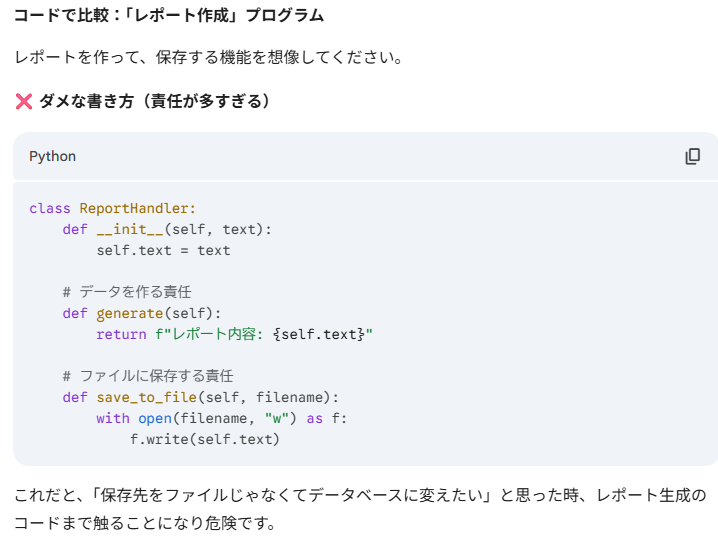 コードで比較：「レポート作成」プログラム
レポートを作って、保存する機能を想像してください。
❌ ダメな書き方（責任が多すぎる）
Python
class ReportHandler:
    def __init__(self, text):
        self.text = text

    # データを作る責任
    def generate(self):
        return f"レポート内容: {self.text}"

    # ファイルに保存する責任
    def save_to_file(self, filename):
        with open(filename, "w") as f:
            f.write(self.text)
これだと、「保存先をファイルじゃなくてデータベースに変えたい」と思った時、レポート生成の
コードまで触ることになり危険です。